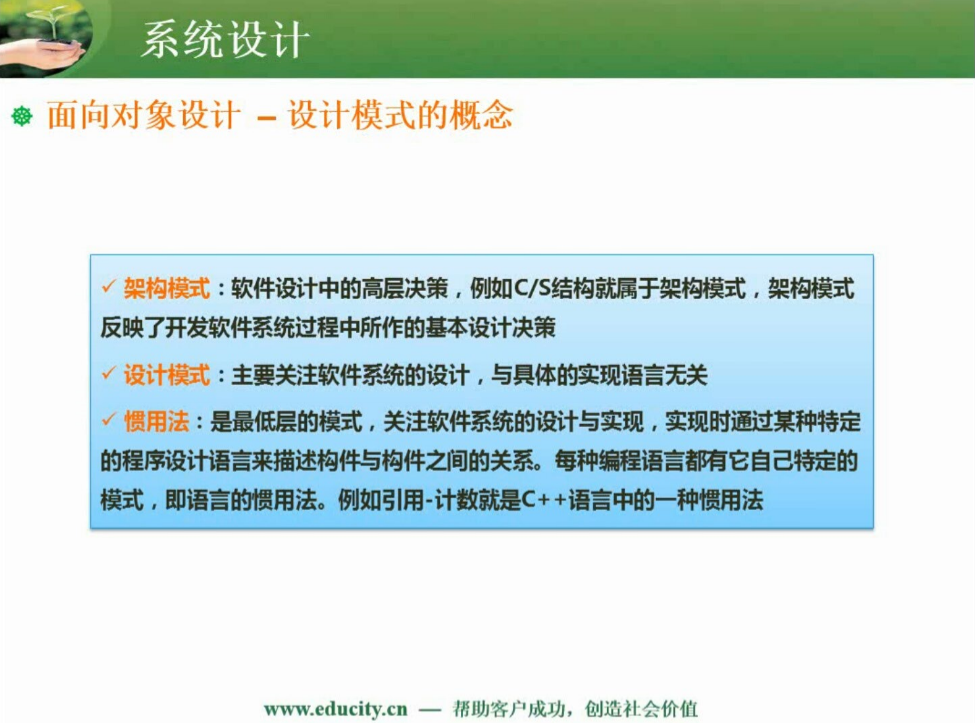 系统设计
面向对象设计 – 设计模式的概念
✓ 架构模式：软件设计中的高层决策，例如C/S结构就属于架构模式，架构模式
反映了开发软件系统过程中所作的基本设计决策
✓ 设计模式：主要关注软件系统的设计，与具体的实现语言无关
✓ 惯用法：是最低层的模式，关注软件系统的设计与实现，实现时通过某种特定
的程序设计语言来描述构件与构件之间的关系。每种编程语言都有它自己特定的
模式，即语言的惯用法。例如引用-计数就是C++语言中的一种惯用法
www.educity.cn — 帮助客户成功，创造社会价值